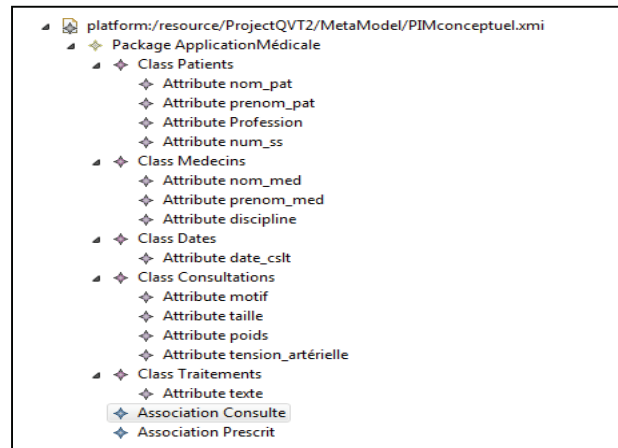 platform:/resource/ProjectQVT2/MetaModel/PIMconceptuel.xmi
Package ApplicationMédicale
Class Patients
Attribute nom_pat
Attribute prenom_pat
Attribute Profession
Attribute num_ss
Class Medecins
Attribute nom_med
Attribute prenom_med
Attribute discipline
Class Dates
Attribute date_cslt
Class Consultations
Attribute motif
Attribute taille
Attribute poids
Attribute tension_artérielle
Class Traitements
Attribute texte
Association Consulte
Association Prescrit